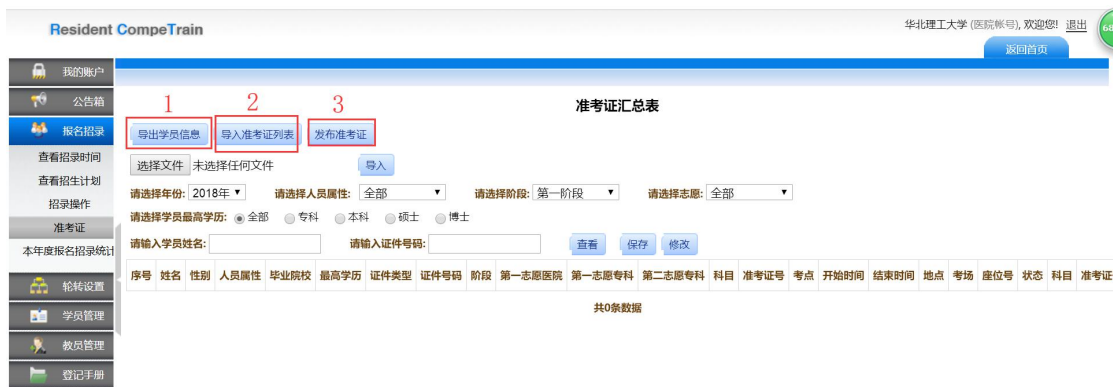 Resident CompeTrain
华北理工大学 (医院帐号), 欢迎您! 退出
68
返回首页
我的账户
公告箱
报名招录
查看招录时间
查看招生计划
招录操作
准考证
本年度报名招录统计
轮转设置
学员管理
教员管理
登记手册
准考证汇总表
1 2 3
导出学员信息 导入准考证列表 发布准考证
选择文件 未选择任何文件 导入
请选择年份: 2018年 请选择人员属性: 全部 请选择阶段: 第一阶段 请选择志愿: 全部
请选择学员最高学历: 全部 专科 本科 硕士 博士
请输入学员姓名: 请输入证件号码: 查看 保存 修改
序号 姓名 性别 人员属性 毕业院校 最高学历 证件类型 证件号码 阶段 第一志愿医院 第一志愿专科 第二志愿专科 科目 准考证号 考点 开始时间 结束时间 地点 考场 座位号 状态 科目 准考证
共0条数据